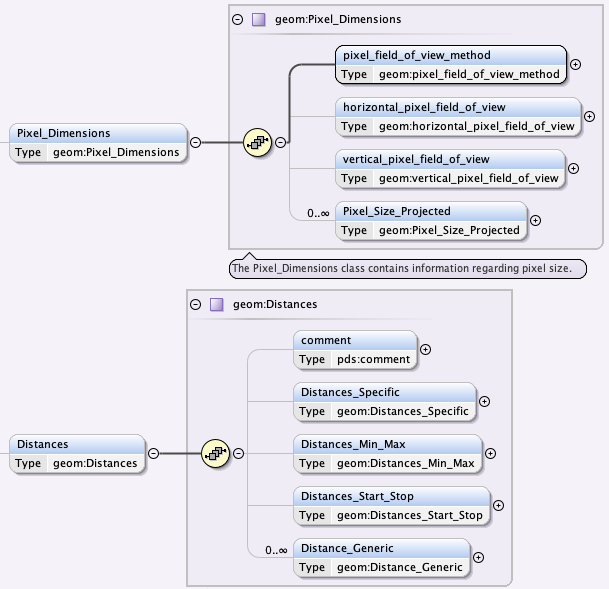 geom:Pixel_Dimensions
pixel_field_of_view_method
Type geom:pixel_field_of_view_method
horizontal_pixel_field_of_view
Type geom:horizontal_pixel_field_of_view
Pixel_Dimensions
Type geom:Pixel_Dimensions
vertical_pixel_field_of_view
Type geom:vertical_pixel_field_of_view
0..∞
Pixel_Size_Projected
Type geom:Pixel_Size_Projected
The Pixel_Dimensions class contains information regarding pixel size.
geom:Distances
comment
Type pds:comment
Distances_Specific
Type geom:Distances_Specific
Distances
Type geom:Distances
Distances_Min_Max
Type geom:Distances_Min_Max
Distances_Start_Stop
Type geom:Distances_Start_Stop
0..∞
Distance_Generic
Type geom:Distance_Generic